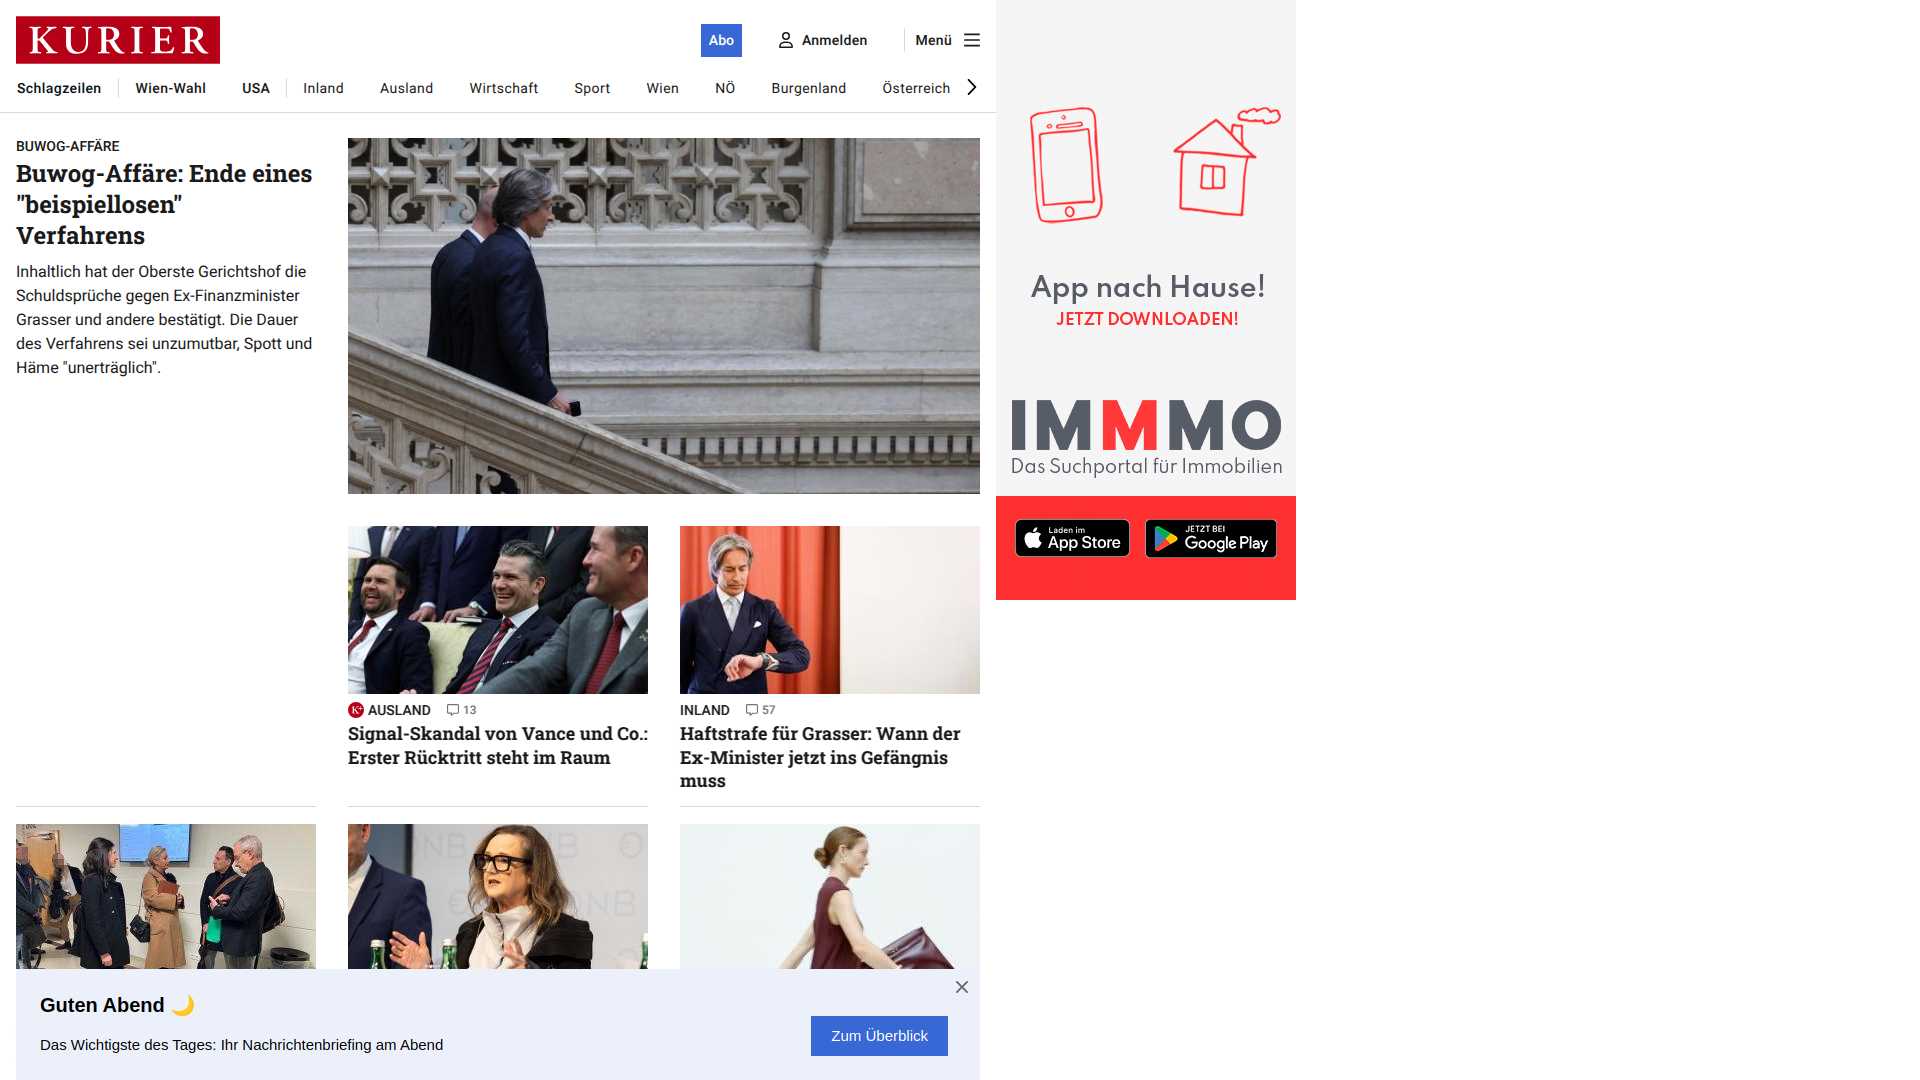 KURIER
Abo
Anmelden
Menü
Schlagzeilen
Wien-Wahl
USA
Inland
Ausland
Wirtschaft
Sport
Wien
NÖ
Burgenland
Österreich
BUWOG-AFFÄRE
Buwog-Affäre: Ende eines
"beispiellosen"
Verfahrens
Inhaltlich hat der Oberste Gerichtshof die
Schuldsprüche gegen Ex-Finanzminister
Grasser und andere bestätigt. Die Dauer
des Verfahrens sei unzumutbar, Spott und
Häme "unerträglich".
K+ AUSLAND 13
Signal-Skandal von Vance und Co.:
Erster Rücktritt steht im Raum
INLAND 57
Haftstrafe für Grasser: Wann der
Ex-Minister jetzt ins Gefängnis
muss
Guten Abend 🌙
Das Wichtigste des Tages: Ihr Nachrichtenbriefing am Abend
Zum Überblick
App nach Hause!
JETZT DOWNLOADEN!
IMMMO
Das Suchportal für Immobilien
Laden im
App Store
JETZT BEI
Google Play